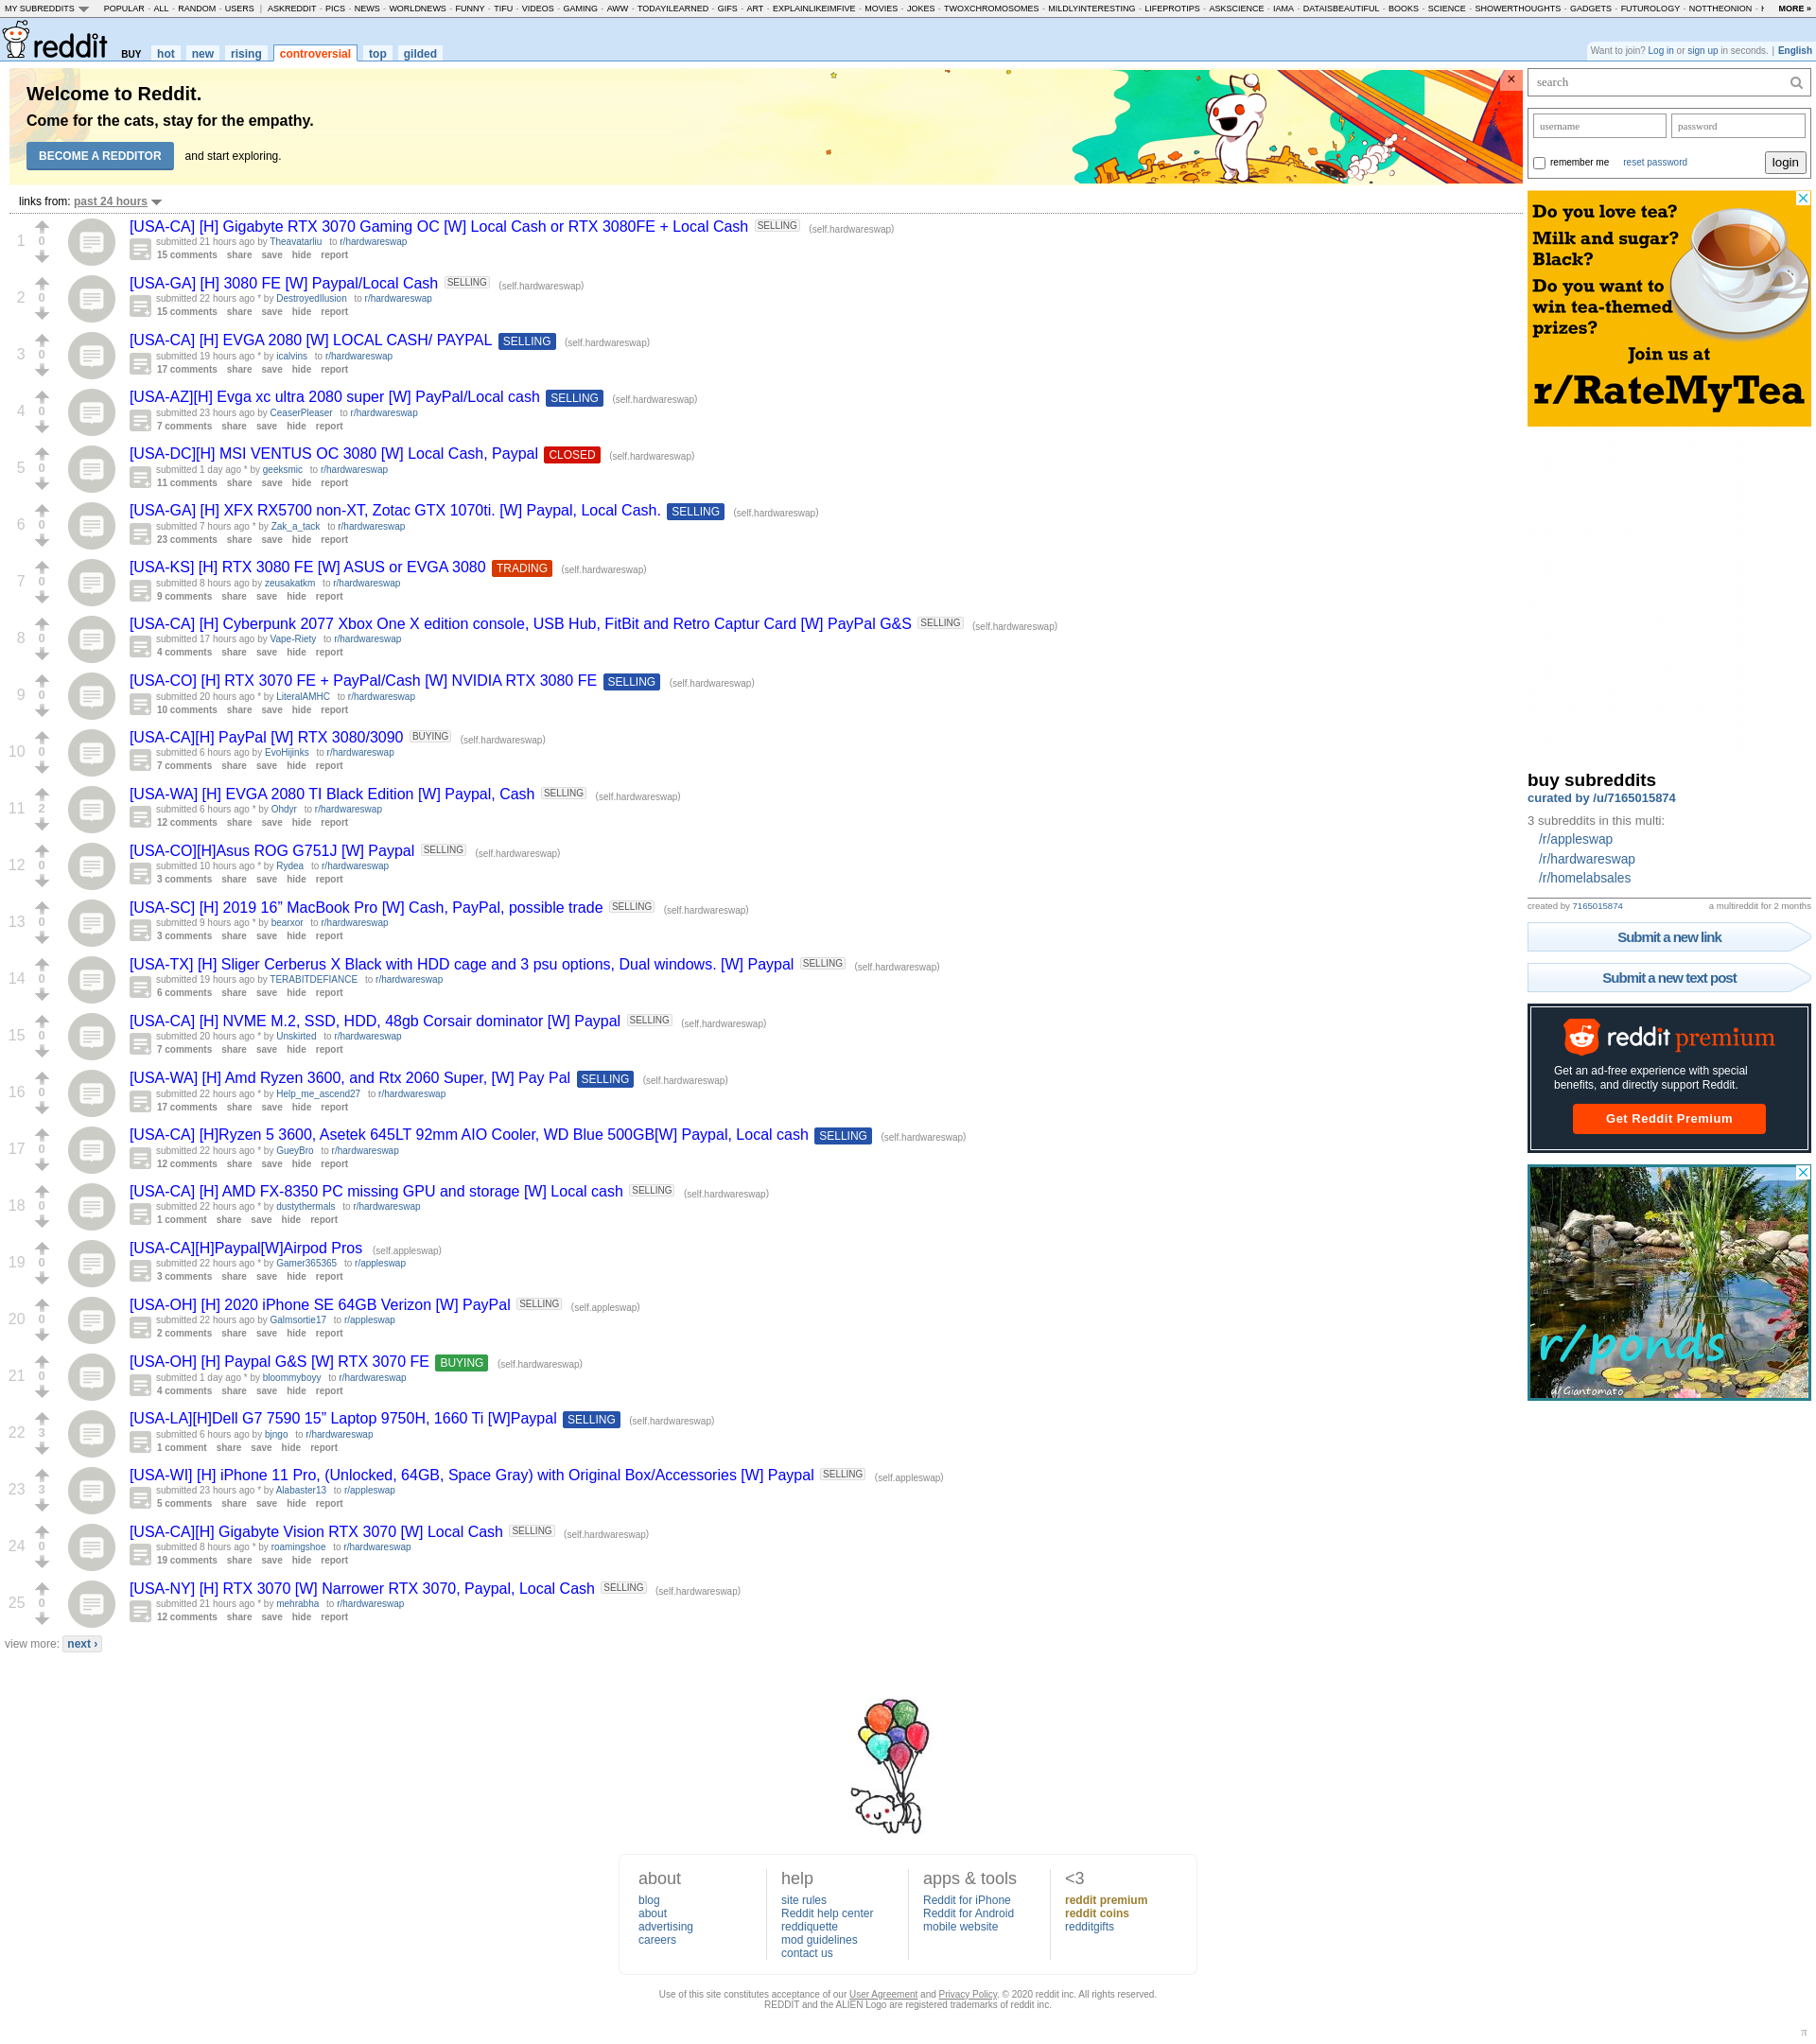 MY SUBREDDITS POPULAR - ALL - RANDOM - USERS | ASKREDDIT - PICS - NEWS - WORLDNEWS - FUNNY - TIFU - VIDEOS - GAMING - AWW - TODAYILEARNED - GIFS - ART - EXPLAINLIKEIMFIVE - MOVIES - JOKES - TWOXCHROMOSOMES - MILDLYINTERESTING - LIFEPROTIPS - ASKSCIENCE - IAMA - DATAISBEAUTIFUL - BOOKS - SCIENCE - SHOWERTHOUGHTS - GADGETS - FUTUROLOGY - NOTTHEONION - MORE »
reddit BUY hot new rising controversial top gilded
Want to join? Log in or sign up in seconds. | English
Welcome to Reddit.
Come for the cats, stay for the empathy.
BECOME A REDDITOR and start exploring.
×
links from: past 24 hours
1 0 [USA-CA] [H] Gigabyte RTX 3070 Gaming OC [W] Local Cash or RTX 3080FE + Local Cash SELLING (self.hardwareswap)
submitted 21 hours ago by Theavatarliu to r/hardwareswap
15 comments share save hide report
2 0 [USA-GA] [H] 3080 FE [W] Paypal/Local Cash SELLING (self.hardwareswap)
submitted 22 hours ago * by DestroyedIllusion to r/hardwareswap
15 comments share save hide report
3 0 [USA-CA] [H] EVGA 2080 [W] LOCAL CASH/ PAYPAL SELLING (self.hardwareswap)
submitted 19 hours ago * by icalvins to r/hardwareswap
17 comments share save hide report
4 0 [USA-AZ][H] Evga xc ultra 2080 super [W] PayPal/Local cash SELLING (self.hardwareswap)
submitted 23 hours ago by CeaserPleaser to r/hardwareswap
7 comments share save hide report
5 0 [USA-DC][H] MSI VENTUS OC 3080 [W] Local Cash, Paypal CLOSED (self.hardwareswap)
submitted 1 day ago * by geeksmic to r/hardwareswap
11 comments share save hide report
6 0 [USA-GA] [H] XFX RX5700 non-XT, Zotac GTX 1070ti. [W] Paypal, Local Cash. SELLING (self.hardwareswap)
submitted 7 hours ago * by Zak_a_tack to r/hardwareswap
23 comments share save hide report
7 0 [USA-KS] [H] RTX 3080 FE [W] ASUS or EVGA 3080 TRADING (self.hardwareswap)
submitted 8 hours ago by zeusakatkm to r/hardwareswap
9 comments share save hide report
8 0 [USA-CA] [H] Cyberpunk 2077 Xbox One X edition console, USB Hub, FitBit and Retro Captur Card [W] PayPal G&S SELLING (self.hardwareswap)
submitted 17 hours ago by Vape-Riety to r/hardwareswap
4 comments share save hide report
9 0 [USA-CO] [H] RTX 3070 FE + PayPal/Cash [W] NVIDIA RTX 3080 FE SELLING (self.hardwareswap)
submitted 20 hours ago * by LiteralAMHC to r/hardwareswap
10 comments share save hide report
10 0 [USA-CA][H] PayPal [W] RTX 3080/3090 BUYING (self.hardwareswap)
submitted 6 hours ago by EvoHijinks to r/hardwareswap
7 comments share save hide report
11 2 [USA-WA] [H] EVGA 2080 TI Black Edition [W] Paypal, Cash SELLING (self.hardwareswap)
submitted 6 hours ago * by Ohdyr to r/hardwareswap
12 comments share save hide report
12 0 [USA-CO][H]Asus ROG G751J [W] Paypal SELLING (self.hardwareswap)
submitted 10 hours ago * by Rydea to r/hardwareswap
3 comments share save hide report
13 0 [USA-SC] [H] 2019 16” MacBook Pro [W] Cash, PayPal, possible trade SELLING (self.hardwareswap)
submitted 9 hours ago * by bearxor to r/hardwareswap
3 comments share save hide report
14 0 [USA-TX] [H] Sliger Cerberus X Black with HDD cage and 3 psu options, Dual windows. [W] Paypal SELLING (self.hardwareswap)
submitted 19 hours ago by TERABITDEFIANCE to r/hardwareswap
6 comments share save hide report
15 0 [USA-CA] [H] NVME M.2, SSD, HDD, 48gb Corsair dominator [W] Paypal SELLING (self.hardwareswap)
submitted 20 hours ago * by Unskirted to r/hardwareswap
7 comments share save hide report
16 0 [USA-WA] [H] Amd Ryzen 3600, and Rtx 2060 Super, [W] Pay Pal SELLING (self.hardwareswap)
submitted 22 hours ago * by Help_me_ascend27 to r/hardwareswap
17 comments share save hide report
17 0 [USA-CA] [H]Ryzen 5 3600, Asetek 645LT 92mm AIO Cooler, WD Blue 500GB[W] Paypal, Local cash SELLING (self.hardwareswap)
submitted 22 hours ago * by GueyBro to r/hardwareswap
12 comments share save hide report
18 0 [USA-CA] [H] AMD FX-8350 PC missing GPU and storage [W] Local cash SELLING (self.hardwareswap)
submitted 22 hours ago * by dustythermals to r/hardwareswap
1 comment share save hide report
19 0 [USA-CA][H]Paypal[W]Airpod Pros (self.appleswap)
submitted 22 hours ago * by Gamer365365 to r/appleswap
3 comments share save hide report
20 0 [USA-OH] [H] 2020 iPhone SE 64GB Verizon [W] PayPal SELLING (self.appleswap)
submitted 22 hours ago by Galmsortie17 to r/appleswap
2 comments share save hide report
21 0 [USA-OH] [H] Paypal G&S [W] RTX 3070 FE BUYING (self.hardwareswap)
submitted 1 day ago * by bloommyboyy to r/hardwareswap
4 comments share save hide report
22 3 [USA-LA][H]Dell G7 7590 15” Laptop 9750H, 1660 Ti [W]Paypal SELLING (self.hardwareswap)
submitted 6 hours ago by bjngo to r/hardwareswap
1 comment share save hide report
23 3 [USA-WI] [H] iPhone 11 Pro, (Unlocked, 64GB, Space Gray) with Original Box/Accessories [W] Paypal SELLING (self.appleswap)
submitted 23 hours ago * by Alabaster13 to r/appleswap
5 comments share save hide report
24 0 [USA-CA][H] Gigabyte Vision RTX 3070 [W] Local Cash SELLING (self.hardwareswap)
submitted 8 hours ago * by roamingshoe to r/hardwareswap
19 comments share save hide report
25 0 [USA-NY] [H] RTX 3070 [W] Narrower RTX 3070, Paypal, Local Cash SELLING (self.hardwareswap)
submitted 21 hours ago * by mehrabha to r/hardwareswap
12 comments share save hide report
view more: next ›
search
username password
remember me reset password login
Do you love tea?
Milk and sugar?
Black?
Do you want to
win tea-themed
prizes?
Join us at
r/RateMyTea
buy subreddits
curated by /u/7165015874
3 subreddits in this multi:
/r/appleswap
/r/hardwareswap
/r/homelabsales
created by 7165015874 a multireddit for 2 months
Submit a new link
Submit a new text post
reddit premium
Get an ad-free experience with special
benefits, and directly support Reddit.
Get Reddit Premium
r/ponds
u/Giantomato
about help apps & tools <3
blog site rules Reddit for iPhone reddit premium
about Reddit help center Reddit for Android reddit coins
advertising reddiquette mobile website redditgifts
careers mod guidelines
contact us
Use of this site constitutes acceptance of our User Agreement and Privacy Policy. © 2020 reddit inc. All rights reserved.
REDDIT and the ALIEN Logo are registered trademarks of reddit inc.
π